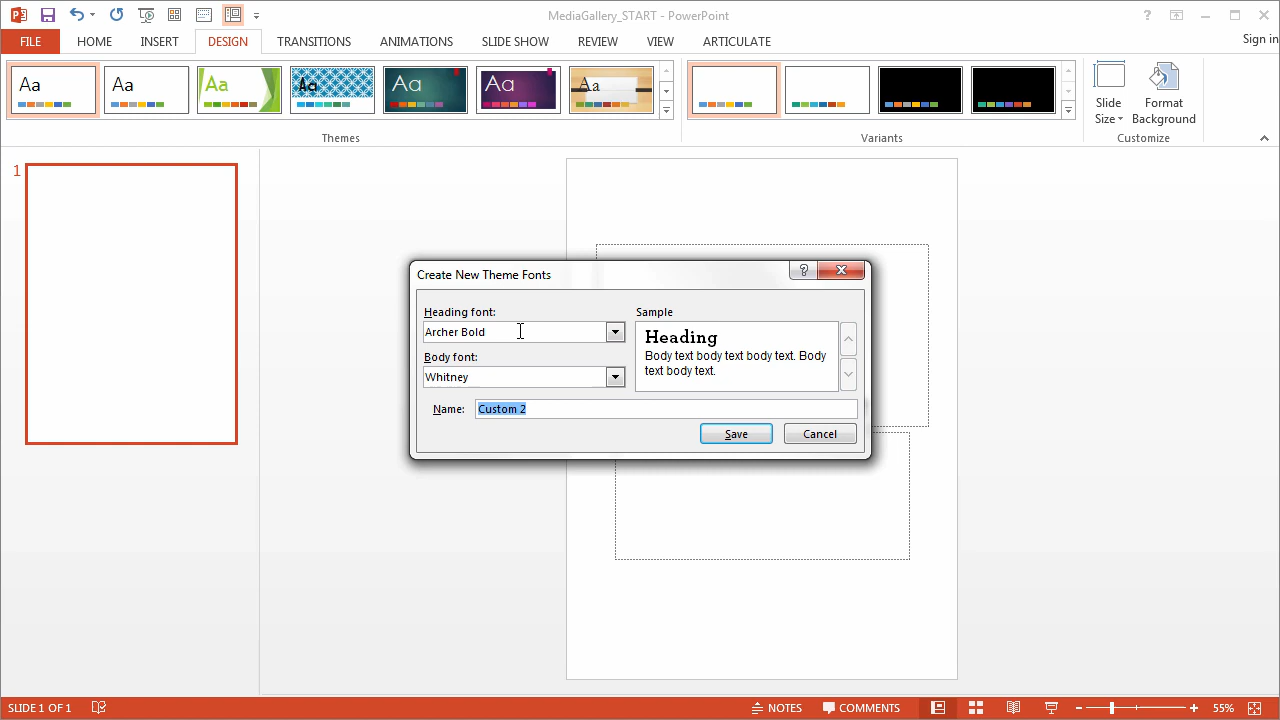 MediaGallery_START - PowerPoint
FILE HOME INSERT DESIGN TRANSITIONS ANIMATIONS SLIDE SHOW REVIEW VIEW ARTICULATE Sign in
Aa Aa Aa Aa Aa Aa Aa
Slide Size
Format Background
Themes Variants Customize
1
Create New Theme Fonts
Heading font:
Archer Bold
Body font:
Whitney
Sample
Heading
Body text body text body text. Body
text body text.
Name: Custom 2
Save Cancel
SLIDE 1 OF 1 NOTES COMMENTS 55%